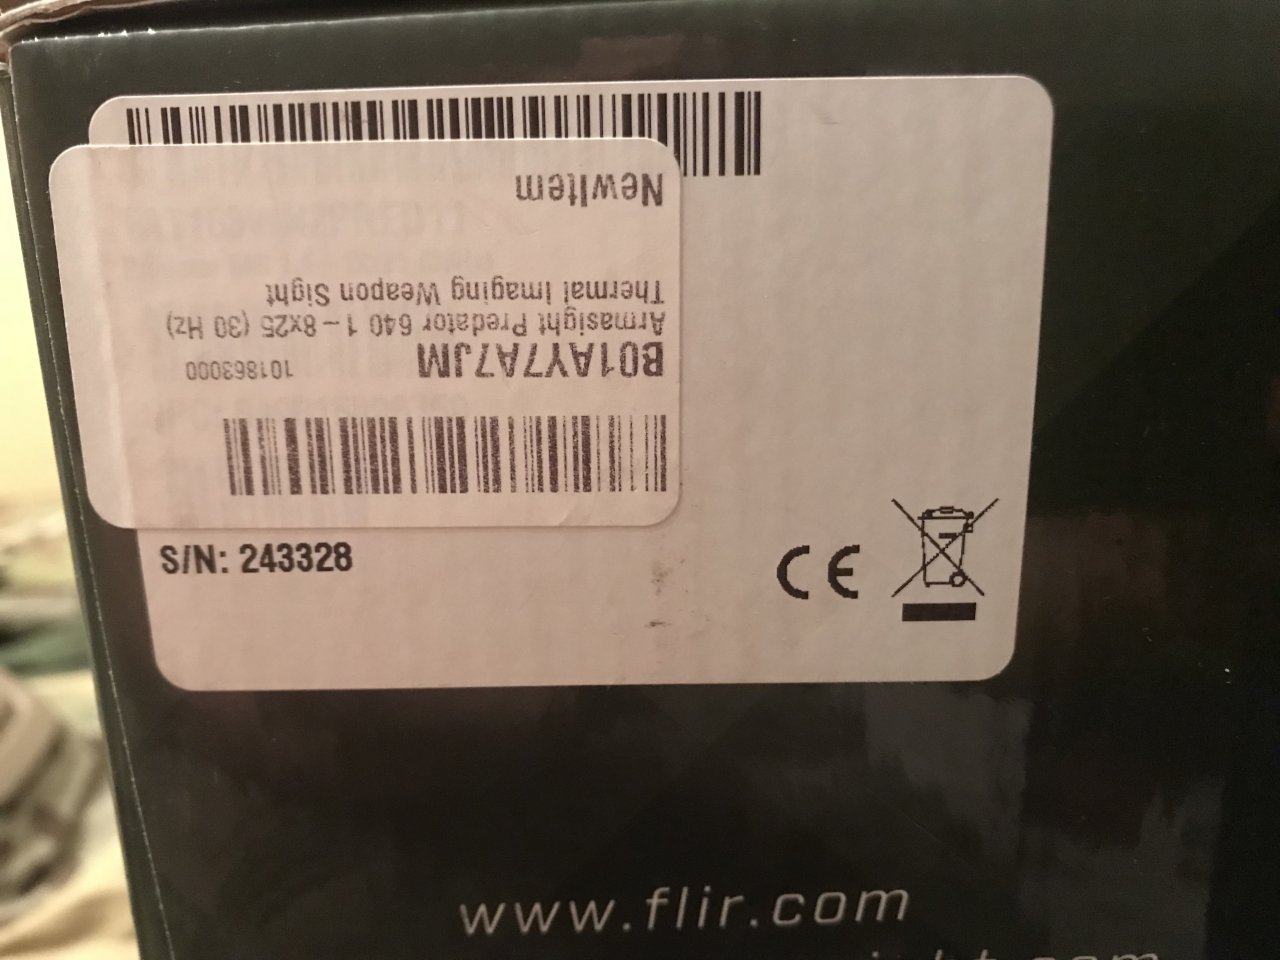 B01AY7A7JM 101863000
Armasight Predator 640 1-8x25 (30 Hz)
Thermal Imaging Weapon Sight
NewItem
S/N: 243328
CE
www.flir.com